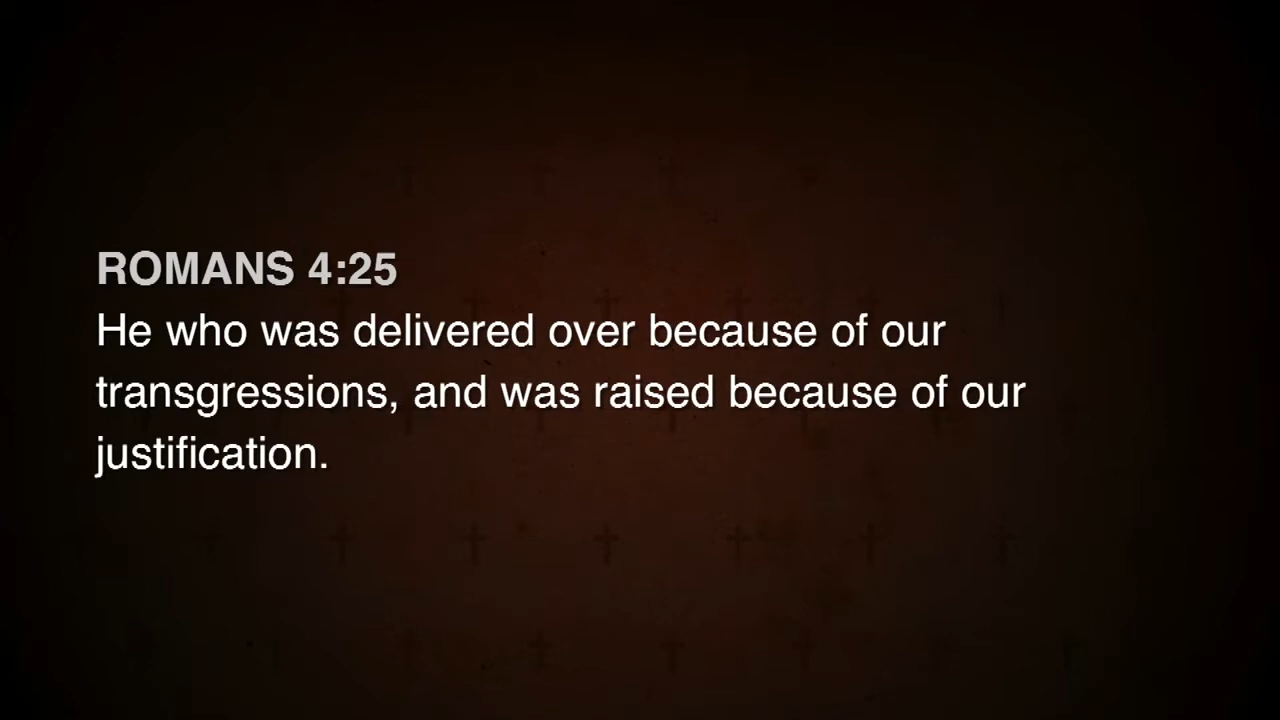 ROMANS 4:25
He who was delivered over because of our
transgressions, and was raised because of our
justification.